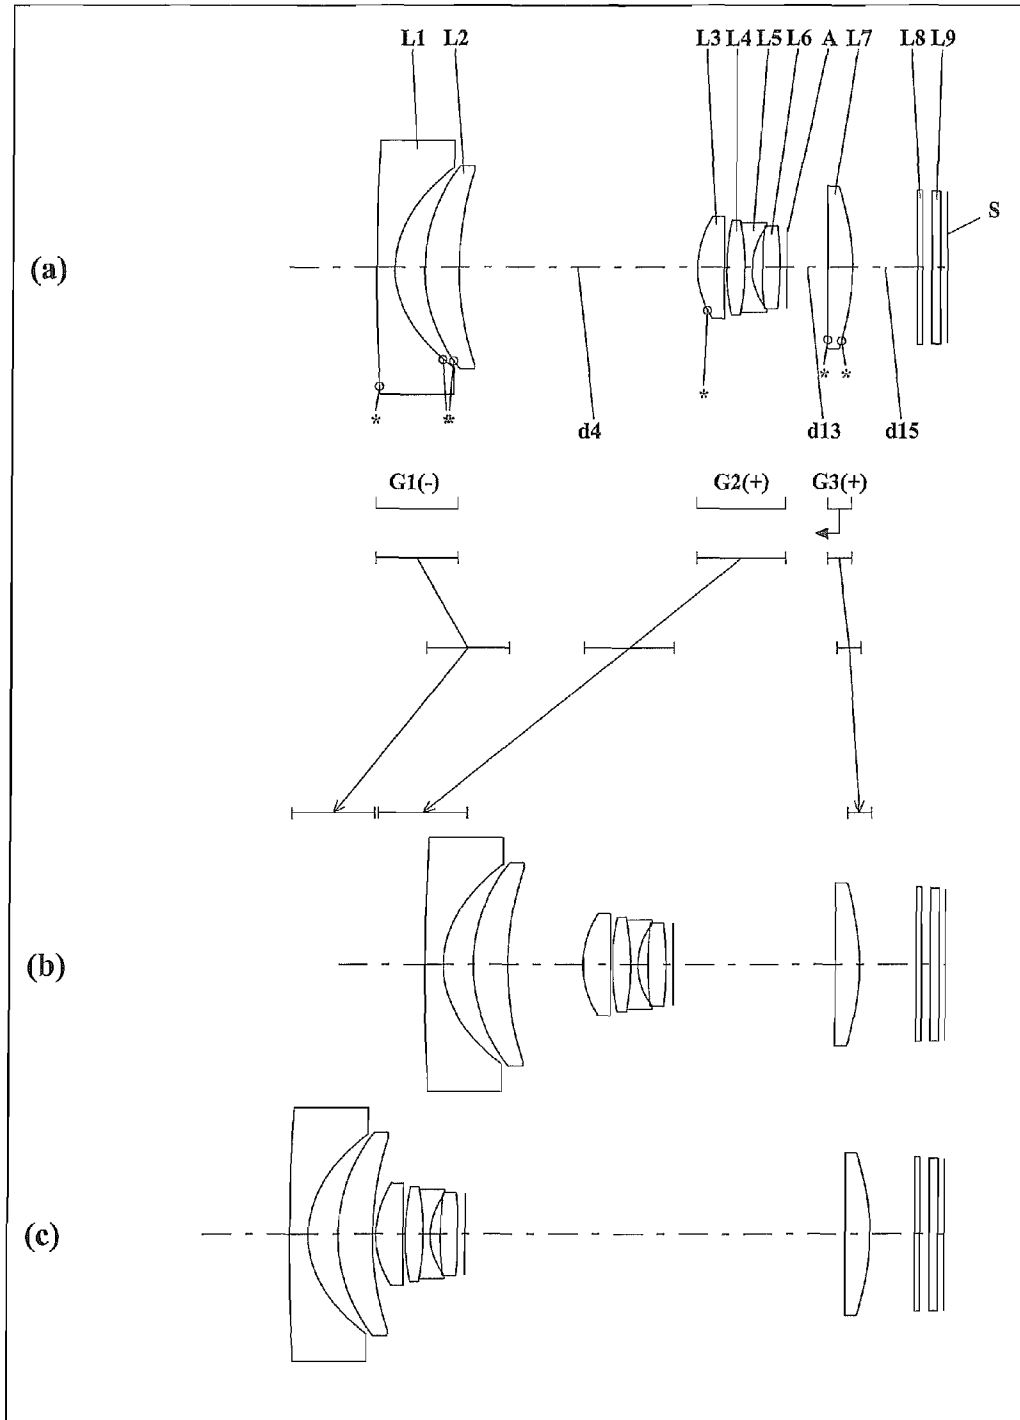 L1 L2 L3 L4 L5 L6 A L7 L8 L9
S
(a)
* ** * * *
d4 d13 d15
G1(-) G2(+) G3(+)
(b)
(c)